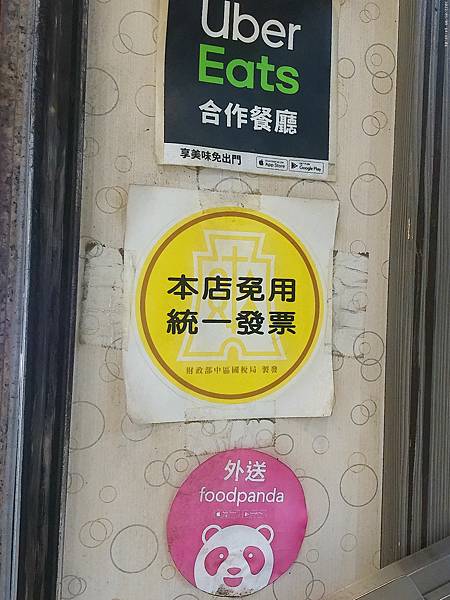 Uber
Eats
合作餐廳
享美味免出門
App Store
Google Play
本店免用
統一發票
財政部中區國稅局 製發
外送
foodpanda